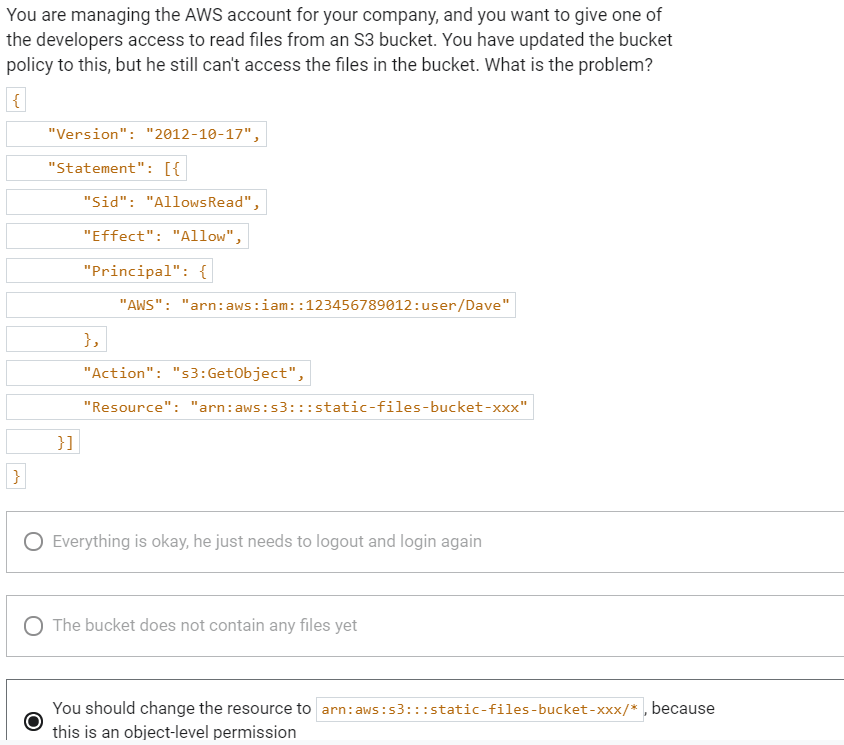 You are managing the AWS account for your company, and you want to give one of
the developers access to read files from an S3 bucket. You have updated the bucket
policy to this, but he still can't access the files in the bucket. What is the problem?
{
"Version": "2012-10-17",
"Statement": [{
"Sid": "AllowsRead",
"Effect": "Allow",
"Principal": {
"AWS": "arn:aws:iam::123456789012:user/Dave"
},
"Action": "s3:GetObject",
"Resource": "arn:aws:s3:::static-files-bucket-xxx"
}]
}
Everything is okay, he just needs to logout and login again
The bucket does not contain any files yet
You should change the resource to arn:aws:s3:::static-files-bucket-xxx/*, because
this is an object-level permission